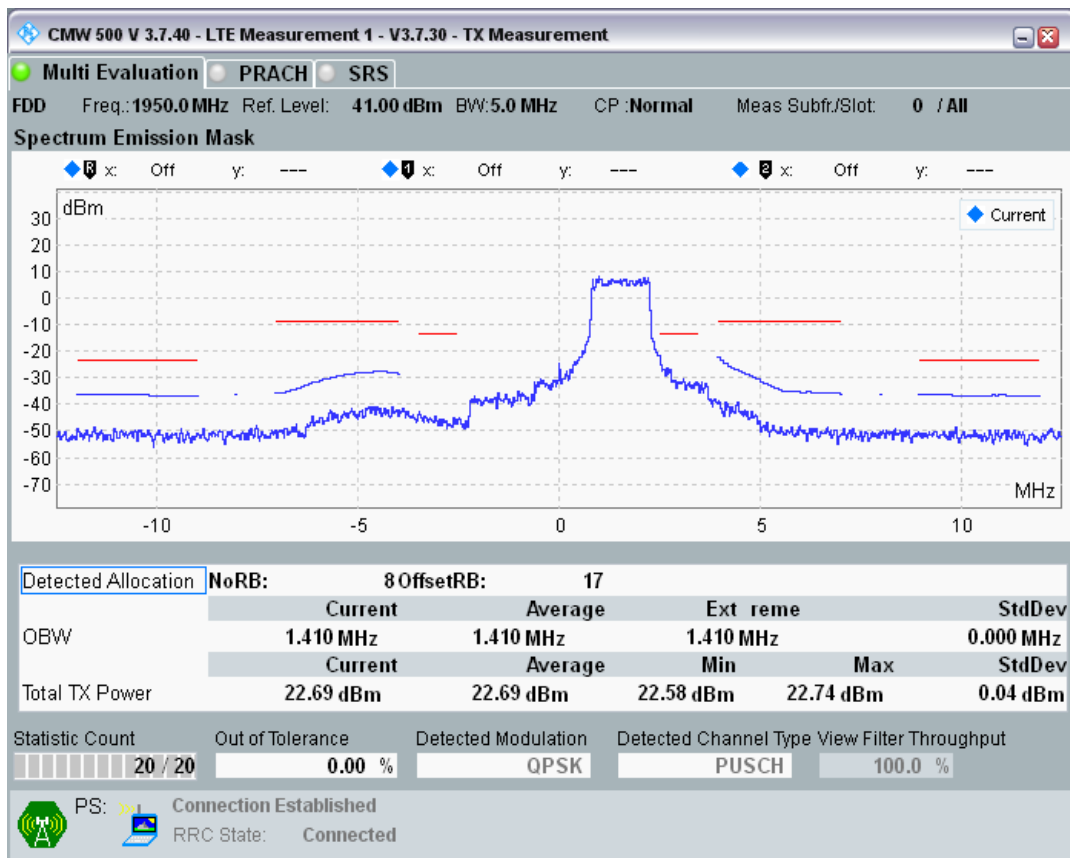 CMW 500 V 3.7.40 - LTE Measurement 1 - V3.7.30 - TX Measurement
Multi Evaluation PRACH SRS
FDD Freq.: 1950.0 MHz Ref. Level: 41.00 dBm BW: 5.0 MHz CP : Normal Meas Subfr./Slot: 0 / All
Spectrum Emission Mask
R x: Off y: --- 1 x: Off y: --- 2 x: Off y: ---
dBm
Current
30
20
10
0
-10
-20
-30
-40
-50
-60
-70
MHz
-10 -5 0 5 10
Detected Allocation NoRB: 8 OffsetRB: 17
Current Average Ext reme StdDev
OBW 1.410 MHz 1.410 MHz 1.410 MHz 0.000 MHz
Current Average Min Max StdDev
Total TX Power 22.69 dBm 22.69 dBm 22.58 dBm 22.74 dBm 0.04 dBm
Statistic Count Out of Tolerance Detected Modulation Detected Channel Type View Filter Throughput
20 / 20 0.00 % QPSK PUSCH 100.0 %
PS: Connection Established
RRC State: Connected